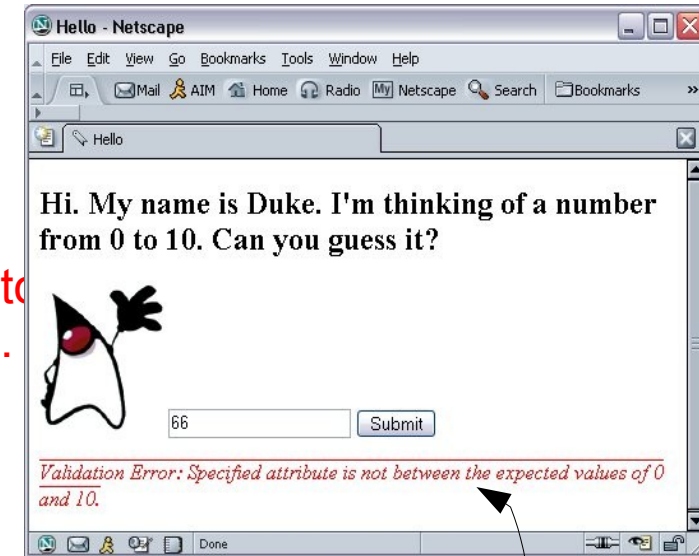 Hello - Netscape
File Edit View Go Bookmarks Tools Window Help
Mail AIM Home Radio My Netscape Search Bookmarks »
Hello
Hi. My name is Duke. I'm thinking of a number
from 0 to 10. Can you guess it?
to
.
66 Submit
Validation Error: Specified attribute is not between the expected values of 0
and 10.
Done